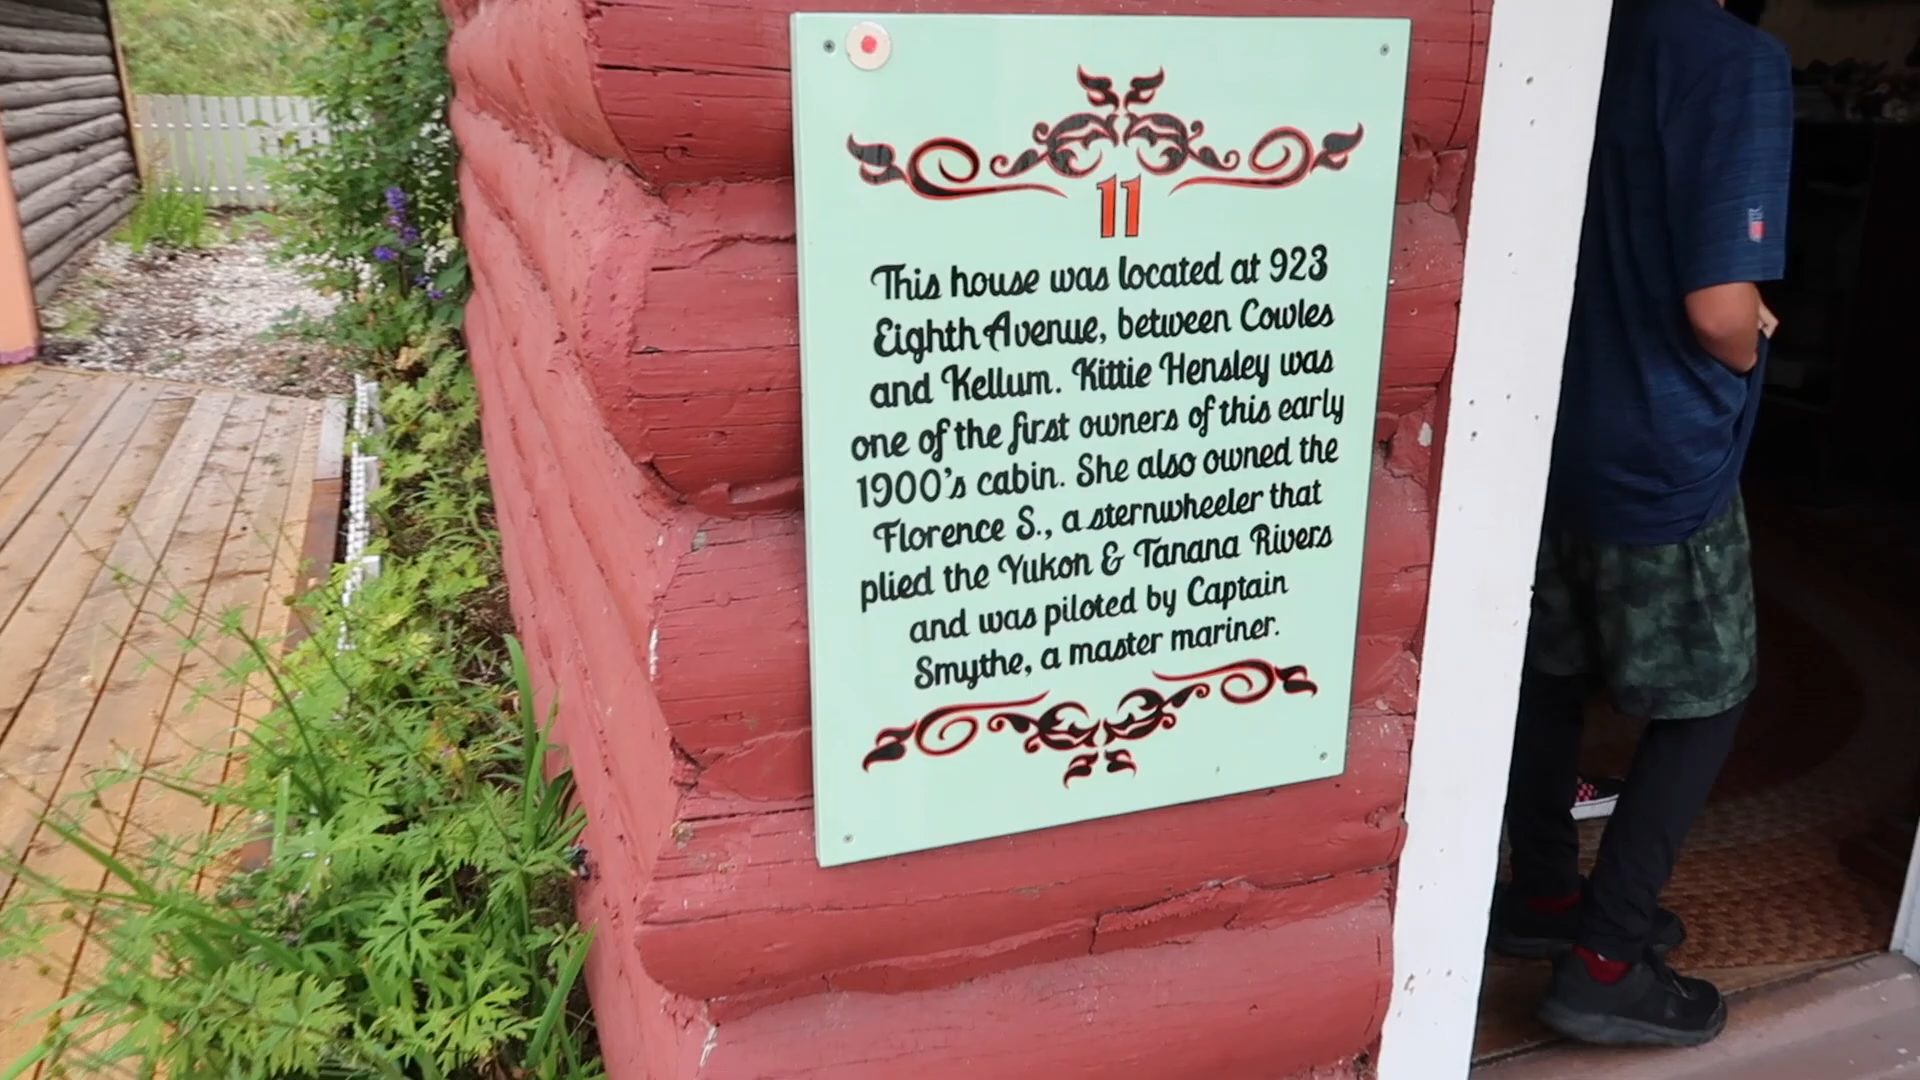 11
This house was located at 923
Eighth Avenue, between Cowles
and Kellum. Kittie Hensley was
one of the first owners of this early
1900's cabin. She also owned the
Florence S., a sternwheeler that
plied the Yukon & Tanana Rivers
and was piloted by Captain
Smythe, a master mariner.